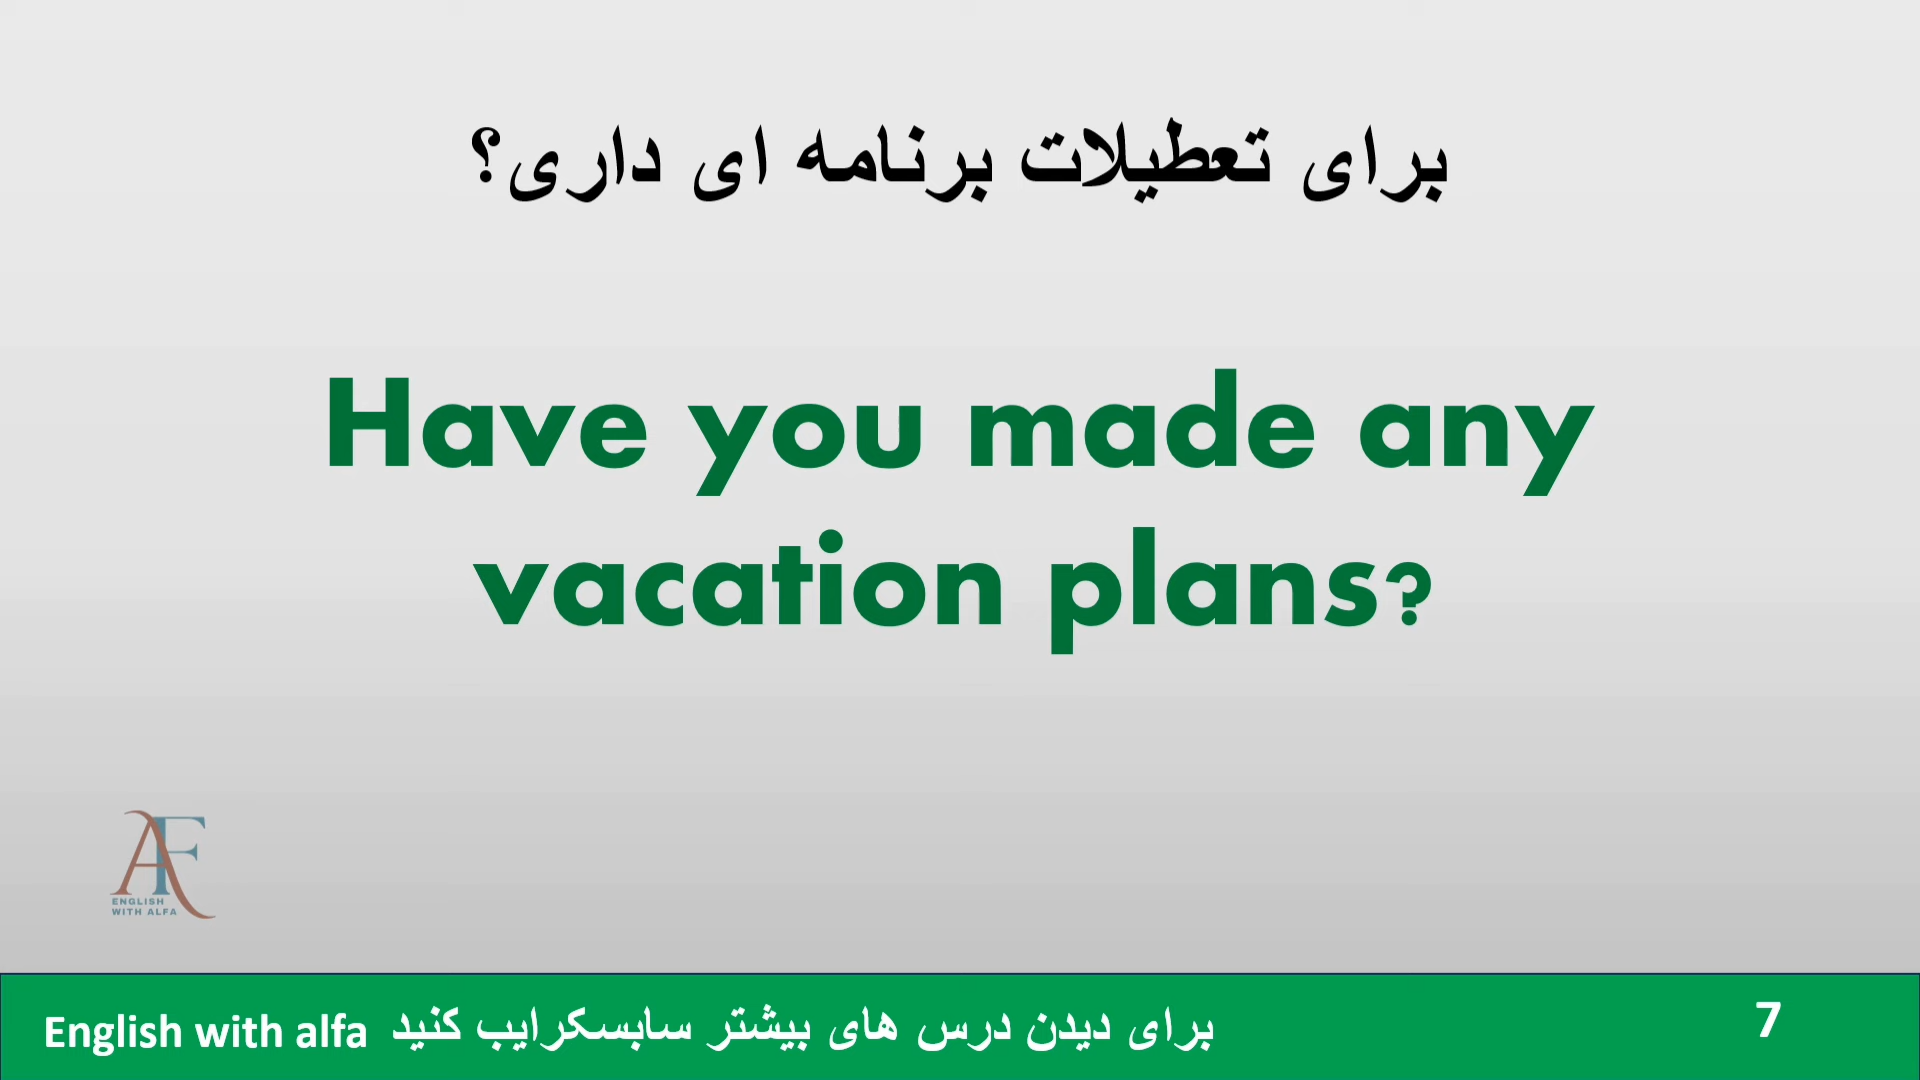 برای تعطیلات برنامه ای داری؟
Have you made any
vacation plans?
AF
ENGLISH
WITH ALFA
English with alfa برای دیدن درس های بیشتر سابسکرایب کنید
7